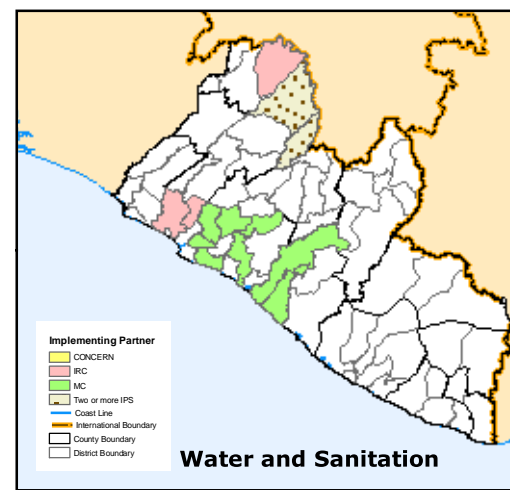 Implementing Partner
CONCERN
IRC
MC
Two or more IPS
Coast Line
International Boundary
County Boundary
District Boundary
Water and Sanitation